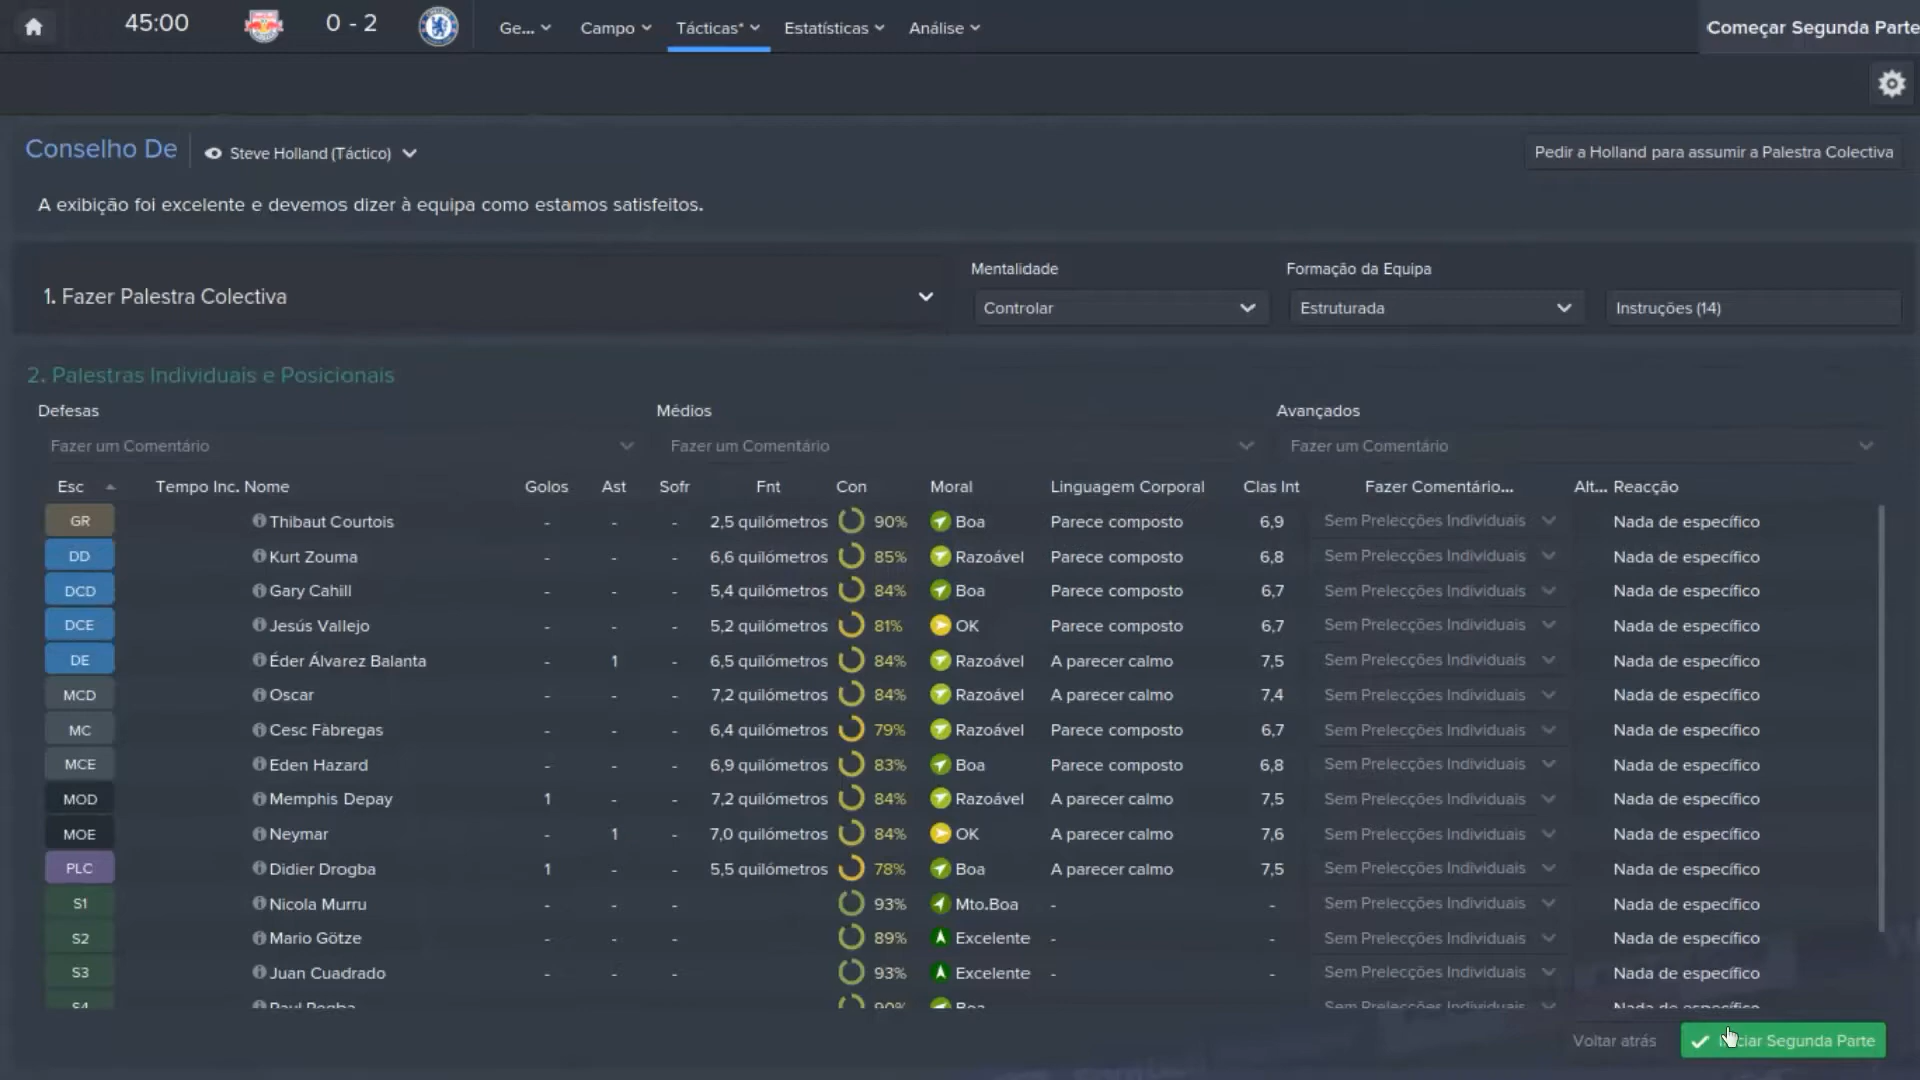 45:00 0 - 2 Ge... Campo Tácticas* Estatísticas Análise Começar Segunda Parte
Conselho De Steve Holland (Táctico) Pedir a Holland para assumir a Palestra Colectiva
A exibição foi excelente e devemos dizer à equipa como estamos satisfeitos.
Mentalidade Formação da Equipa
1. Fazer Palestra Colectiva Controlar Estruturada Instruções (14)
2. Palestras Individuais e Posicionais
Defesas Médios Avançados
Fazer um Comentário Fazer um Comentário Fazer um Comentário
Esc Tempo Inc. Nome Golos Ast Sofr Fnt Con Moral Linguagem Corporal Clas Int Fazer Comentário... Alt... Reacção
GR Thibaut Courtois - - - 2,5 quilómetros 90% Boa Parece composto 6,9 Sem Prelecções Individuais Nada de específico
DD Kurt Zouma - - - 6,6 quilómetros 85% Razoável Parece composto 6,8 Sem Prelecções Individuais Nada de específico
DCD Gary Cahill - - - 5,4 quilómetros 84% Boa Parece composto 6,7 Sem Prelecções Individuais Nada de específico
DCE Jesús Vallejo - - - 5,2 quilómetros 81% OK Parece composto 6,7 Sem Prelecções Individuais Nada de específico
DE Éder Álvarez Balanta - 1 - 6,5 quilómetros 84% Razoável A parecer calmo 7,5 Sem Prelecções Individuais Nada de específico
MCD Oscar - - - 7,2 quilómetros 84% Razoável A parecer calmo 7,4 Sem Prelecções Individuais Nada de específico
MC Cesc Fàbregas - - - 6,4 quilómetros 79% Razoável Parece composto 6,7 Sem Prelecções Individuais Nada de específico
MCE Eden Hazard - - - 6,9 quilómetros 83% Boa Parece composto 6,8 Sem Prelecções Individuais Nada de específico
MOD Memphis Depay 1 - - 7,2 quilómetros 84% Razoável A parecer calmo 7,5 Sem Prelecções Individuais Nada de específico
MOE Neymar - 1 - 7,0 quilómetros 84% OK A parecer calmo 7,6 Sem Prelecções Individuais Nada de específico
PLC Didier Drogba 1 - - 5,5 quilómetros 78% Boa A parecer calmo 7,5 Sem Prelecções Individuais Nada de específico
S1 Nicola Murru - - - 93% Mto.Boa - - Sem Prelecções Individuais Nada de específico
S2 Mario Götze - - - 89% Excelente - - Sem Prelecções Individuais Nada de específico
S3 Juan Cuadrado - - - 93% Excelente - - Sem Prelecções Individuais Nada de específico
S4 Paul Pogba 90% Boa Sem Prelecções Individuais Nada de específico
Voltar atrás Iniciar Segunda Parte